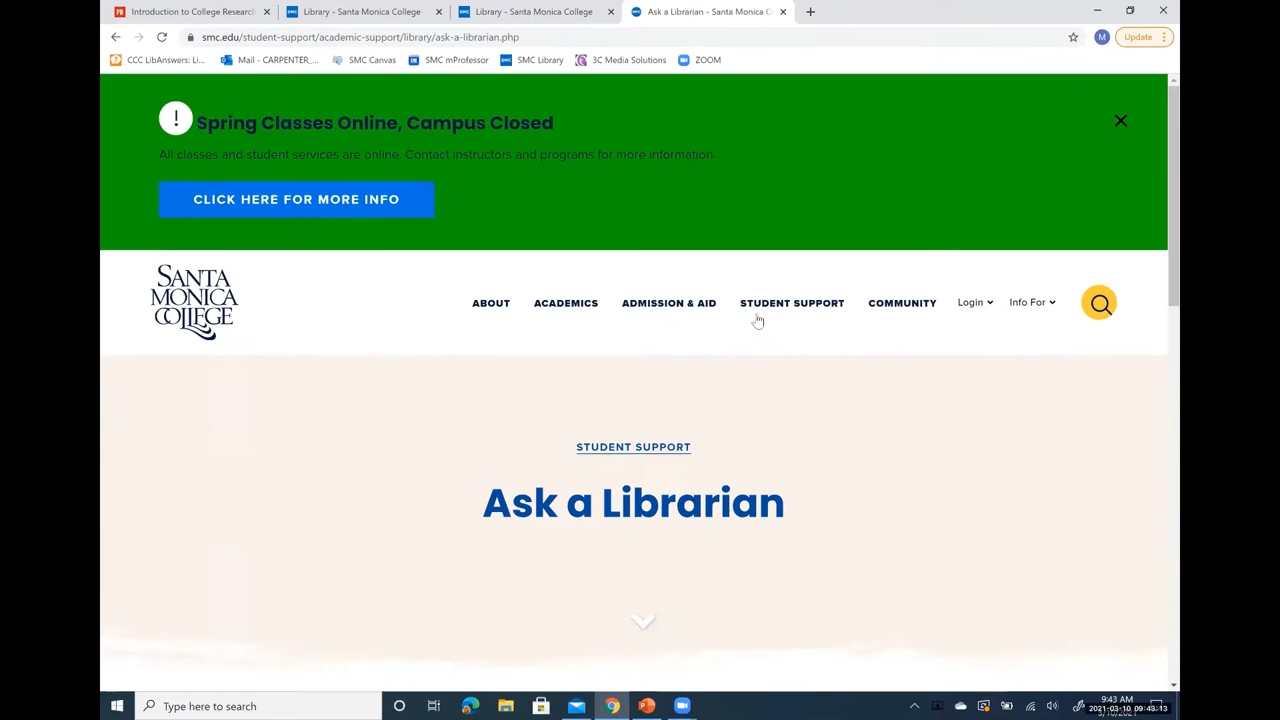 Introduction to College Research
Library - Santa Monica College
Library - Santa Monica College
Ask a Librarian - Santa Monica C
smc.edu/student-support/academic-support/library/ask-a-librarian.php
M
Update
CCC LibAnswers: Li...
Mail - CARPENTER_...
SMC Canvas
SMC mProfessor
SMC Library
3C Media Solutions
ZOOM
! Spring Classes Online, Campus Closed
All classes and student services are online. Contact instructors and programs for more information.
CLICK HERE FOR MORE INFO
SANTA
MONICA
COLLEGE
ABOUT
ACADEMICS
ADMISSION & AID
STUDENT SUPPORT
COMMUNITY
Login
Info For
STUDENT SUPPORT
Ask a Librarian
Type here to search
9:43 AM
2021-03-10 09:43:13